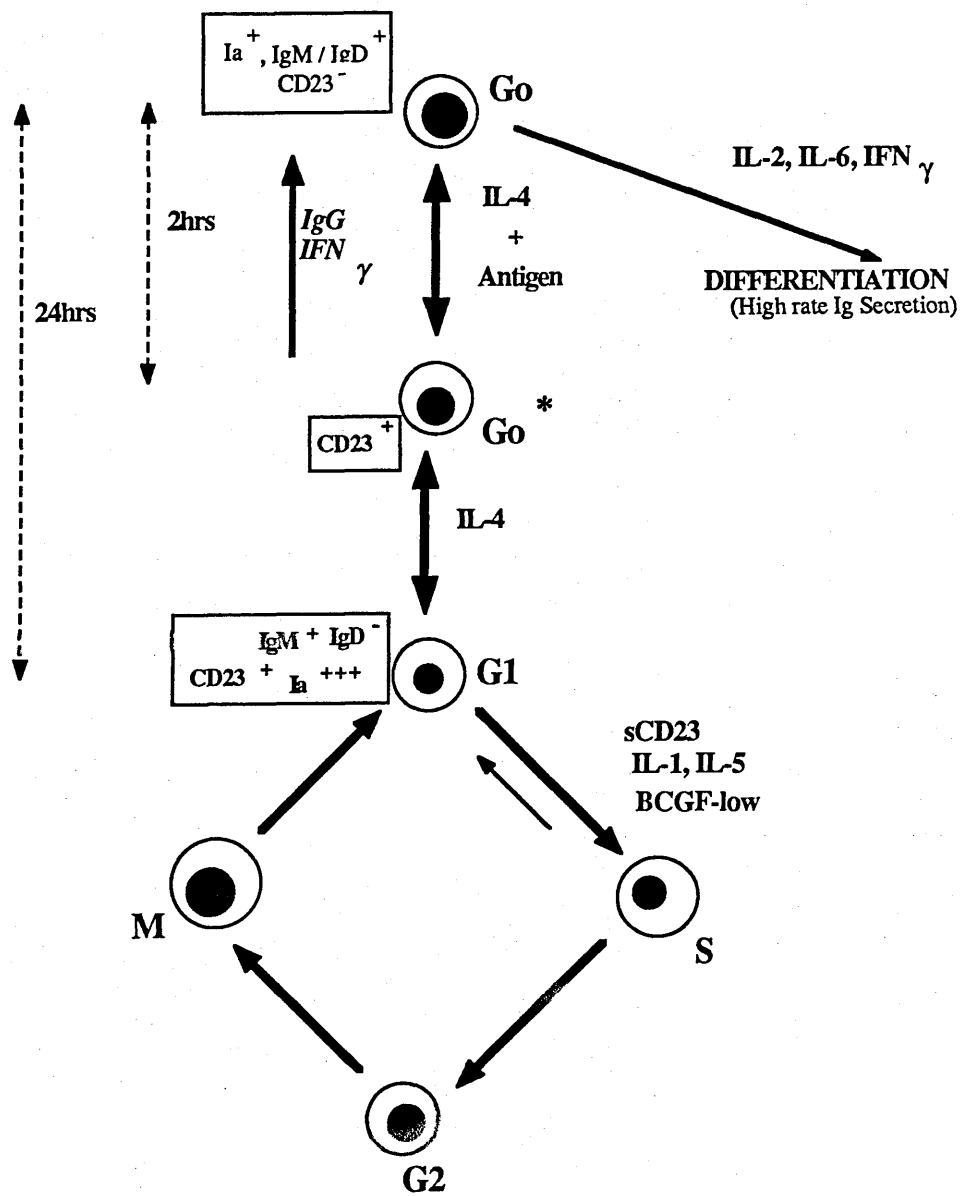 Ia +, IgM / IgD +
CD23 -
Go
IL-2, IL-6, IFN γ
2hrs
IgG
IFN γ
IL-4
+
Antigen
DIFFERENTIATION
(High rate Ig Secretion)
24hrs
Go *
CD23 +
IL-4
IgM + IgD -
CD23 + Ia +++
G1
sCD23
IL-1, IL-5
BCGF-low
M
S
G2